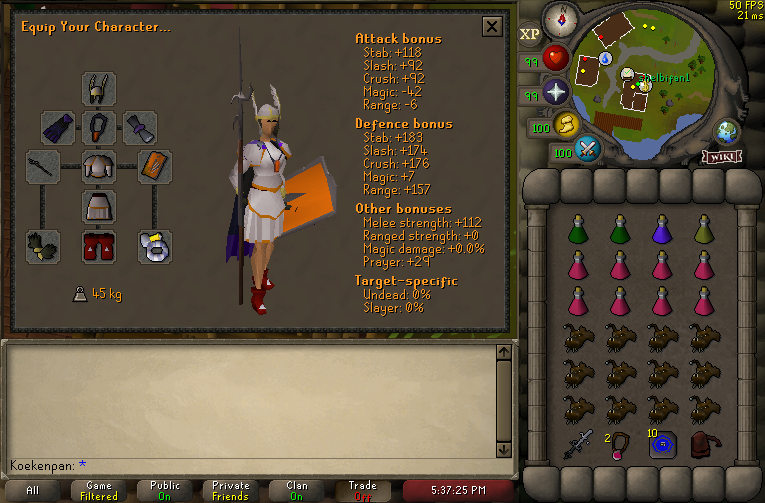 Equip Your Character...
Attack bonus
Stab: +118
Slash: +92
Crush: +92
Magic: -42
Range: -6
Defence bonus
Stab: +183
Slash: +174
Crush: +176
Magic: +7
Range: +157
Other bonuses
Melee strength: +112
Ranged strength: +0
Magic damage: +0.0%
Prayer: +29
Target-specific
Undead: 0%
Slayer: 0%
45 kg
50 FPS
21 ms
XP
99
99
100
100
WIKI
2
10
Koekenpan: *
All
Game
Filtered
Public
On
Private
Friends
Clan
On
Trade
Off
5:37:25 PM